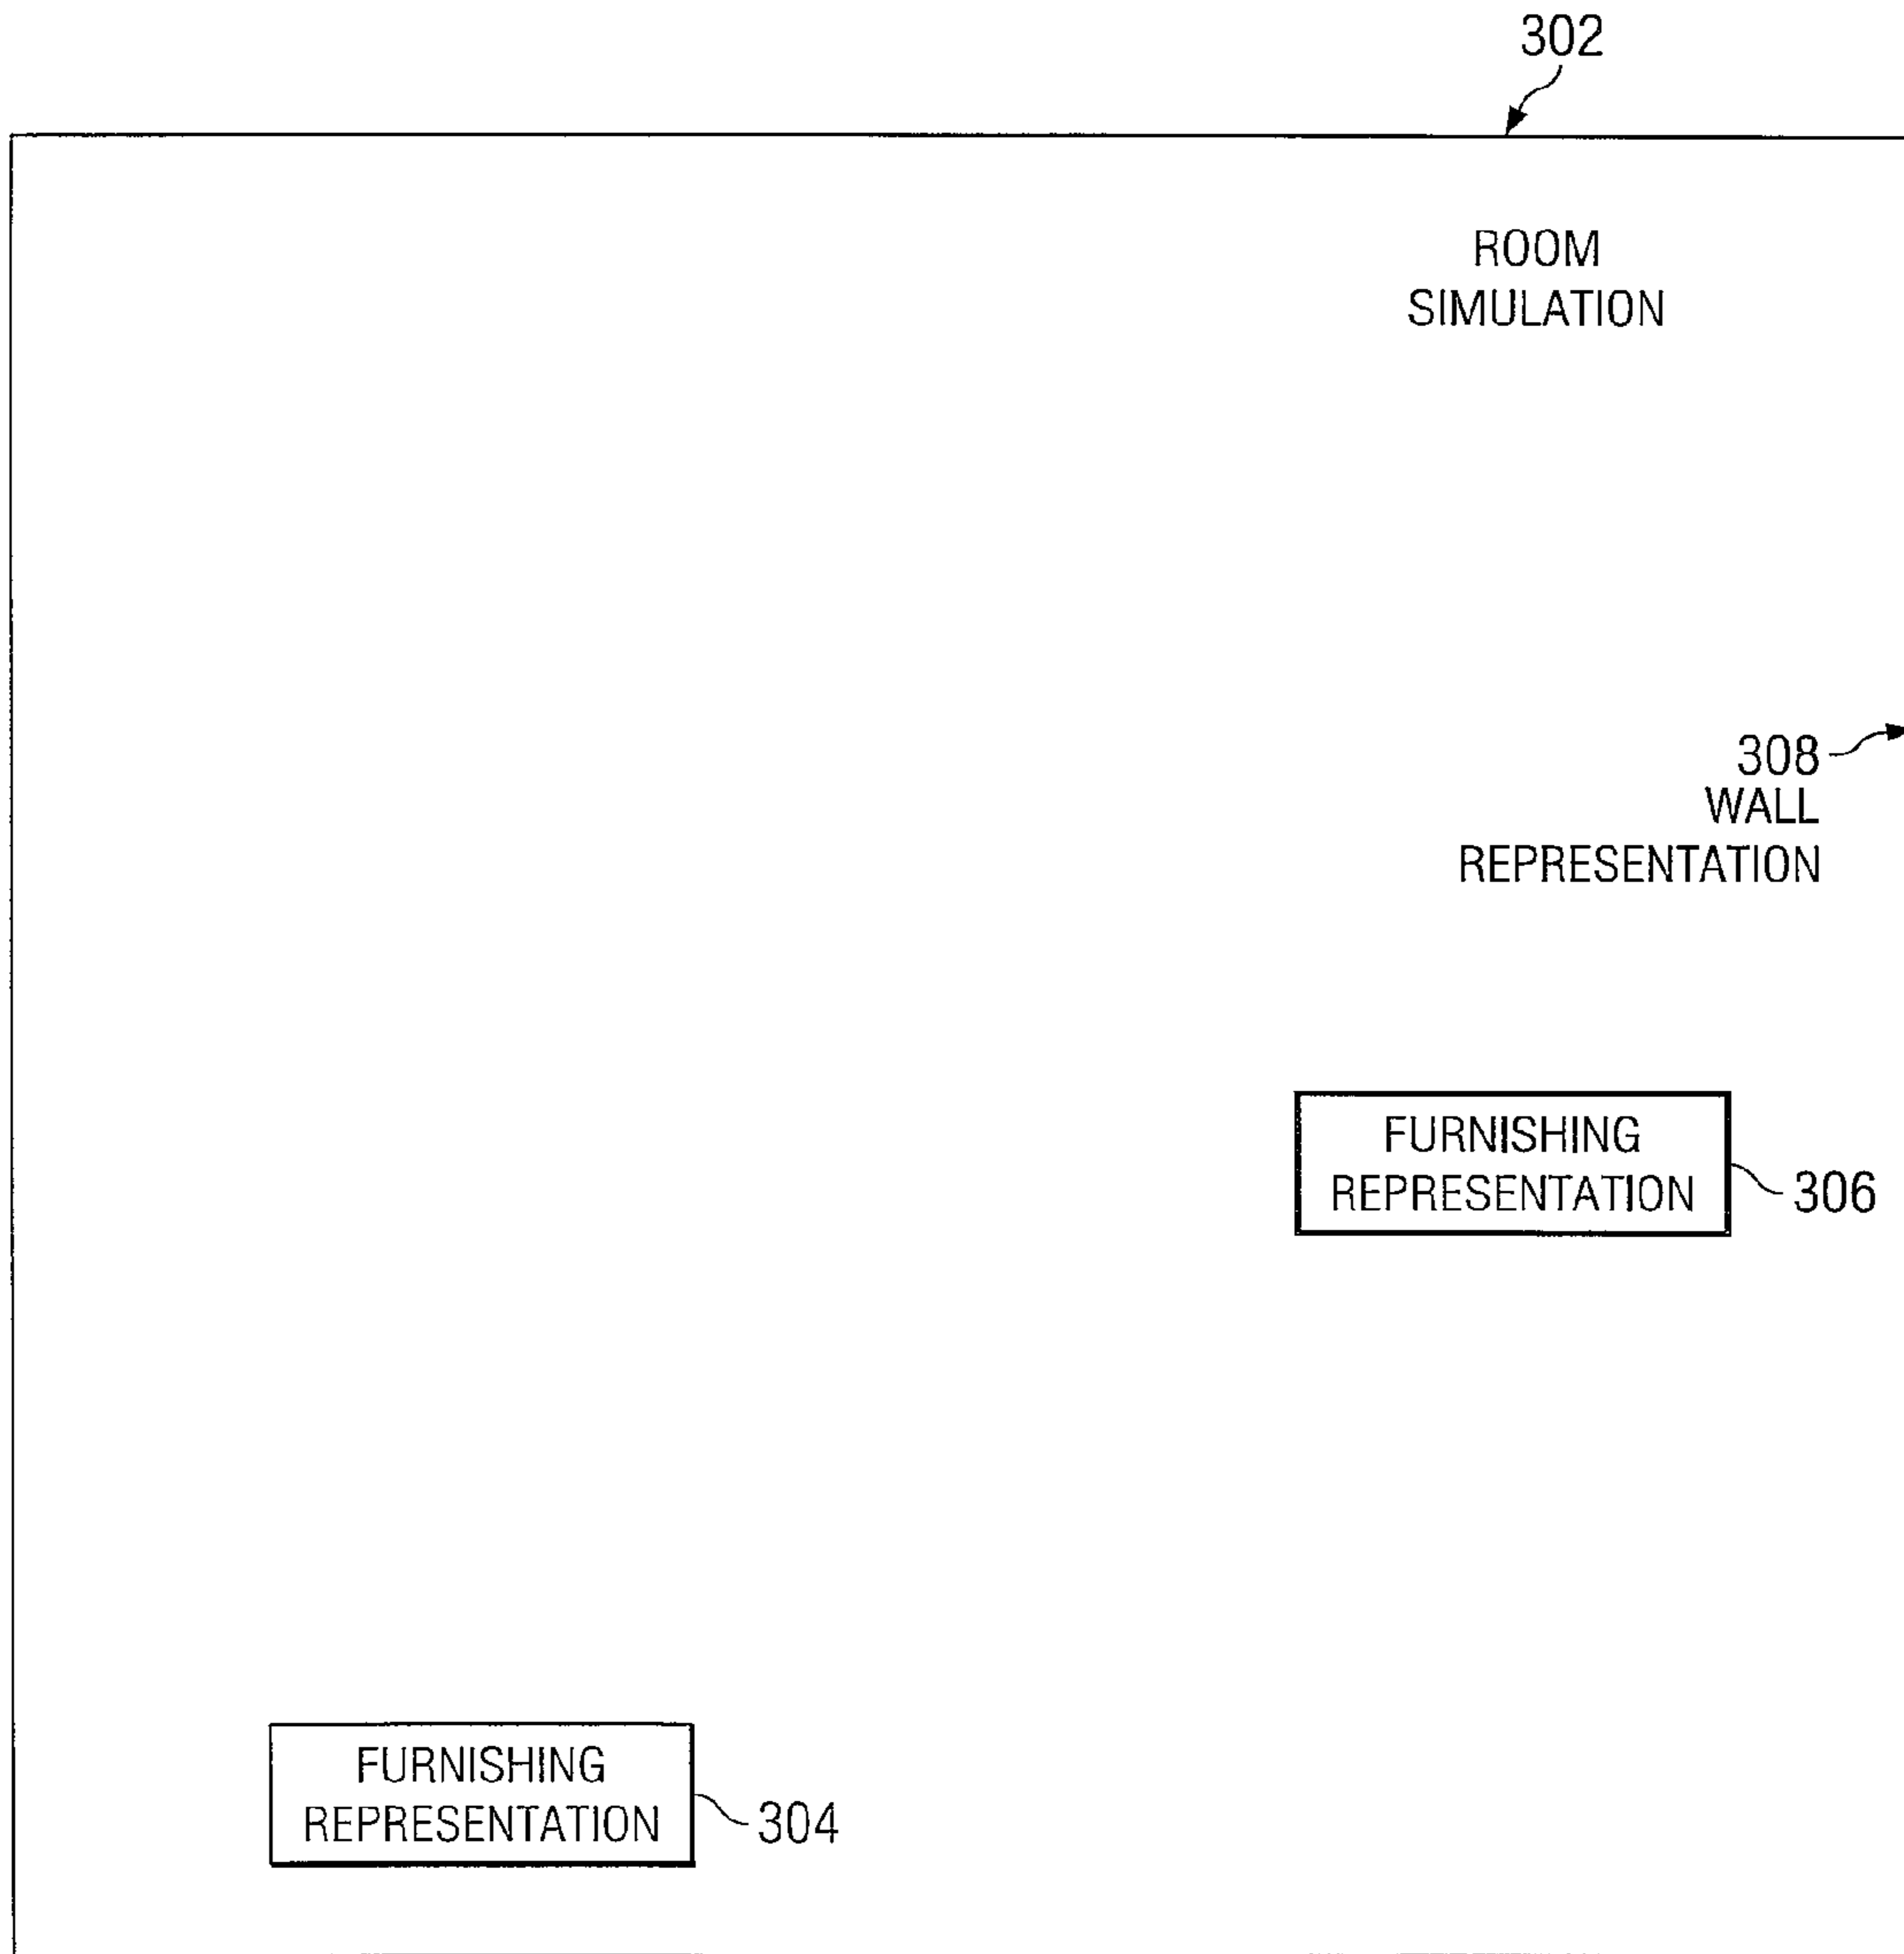 302
ROOM
SIMULATION
308
WALL
REPRESENTATION
FURNISHING
REPRESENTATION
306
FURNISHING
REPRESENTATION
304